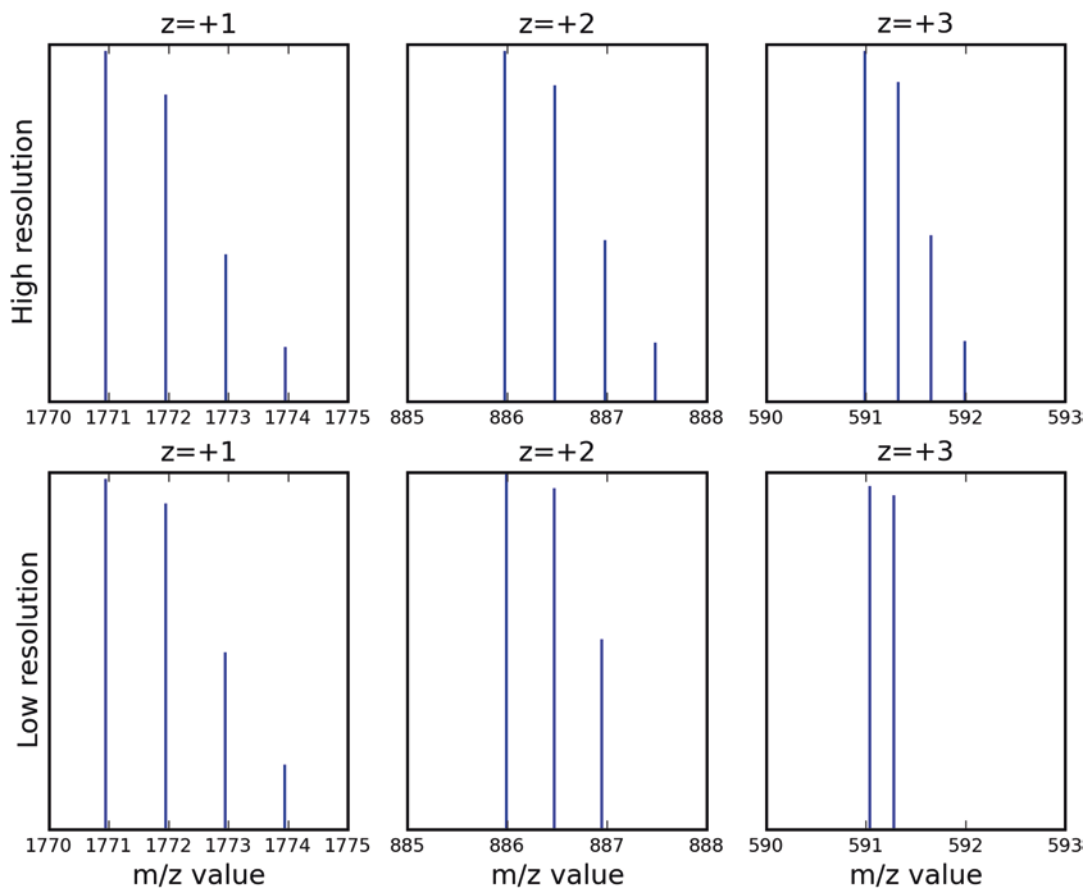 z=+1 z=+2 z=+3
High resolution
1770 1771 1772 1773 1774 1775 885 886 887 888 590 591 592 593
z=+1 z=+2 z=+3
Low resolution
1770 1771 1772 1773 1774 1775 885 886 887 888 590 591 592 593
m/z value m/z value m/z value